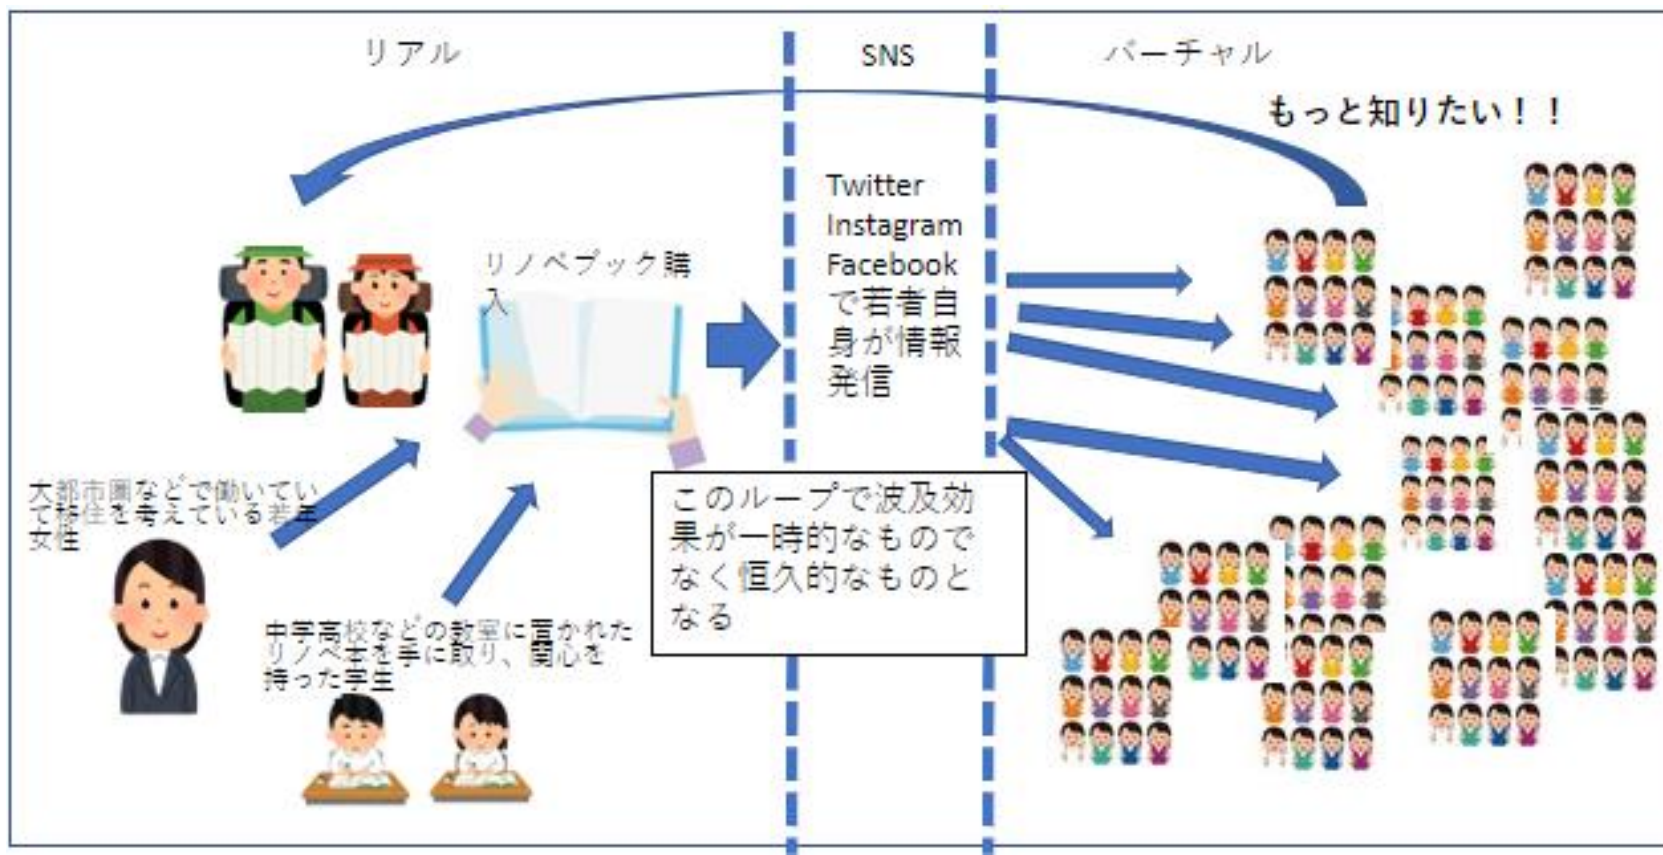 リアル
SNS
バーチャル
もっと知りたい！！
Twitter
Instagram
Facebook
で若者自
身が情報
発信
リノベブック購
入
大都市圏などで働いてい
て移住を考えている若年
女性
中学高校などの教室に置かれた
リノベ本を手に取り、関心を
持った学生
このループで波及効
果が一時的なもので
なく恒久的なものと
なる